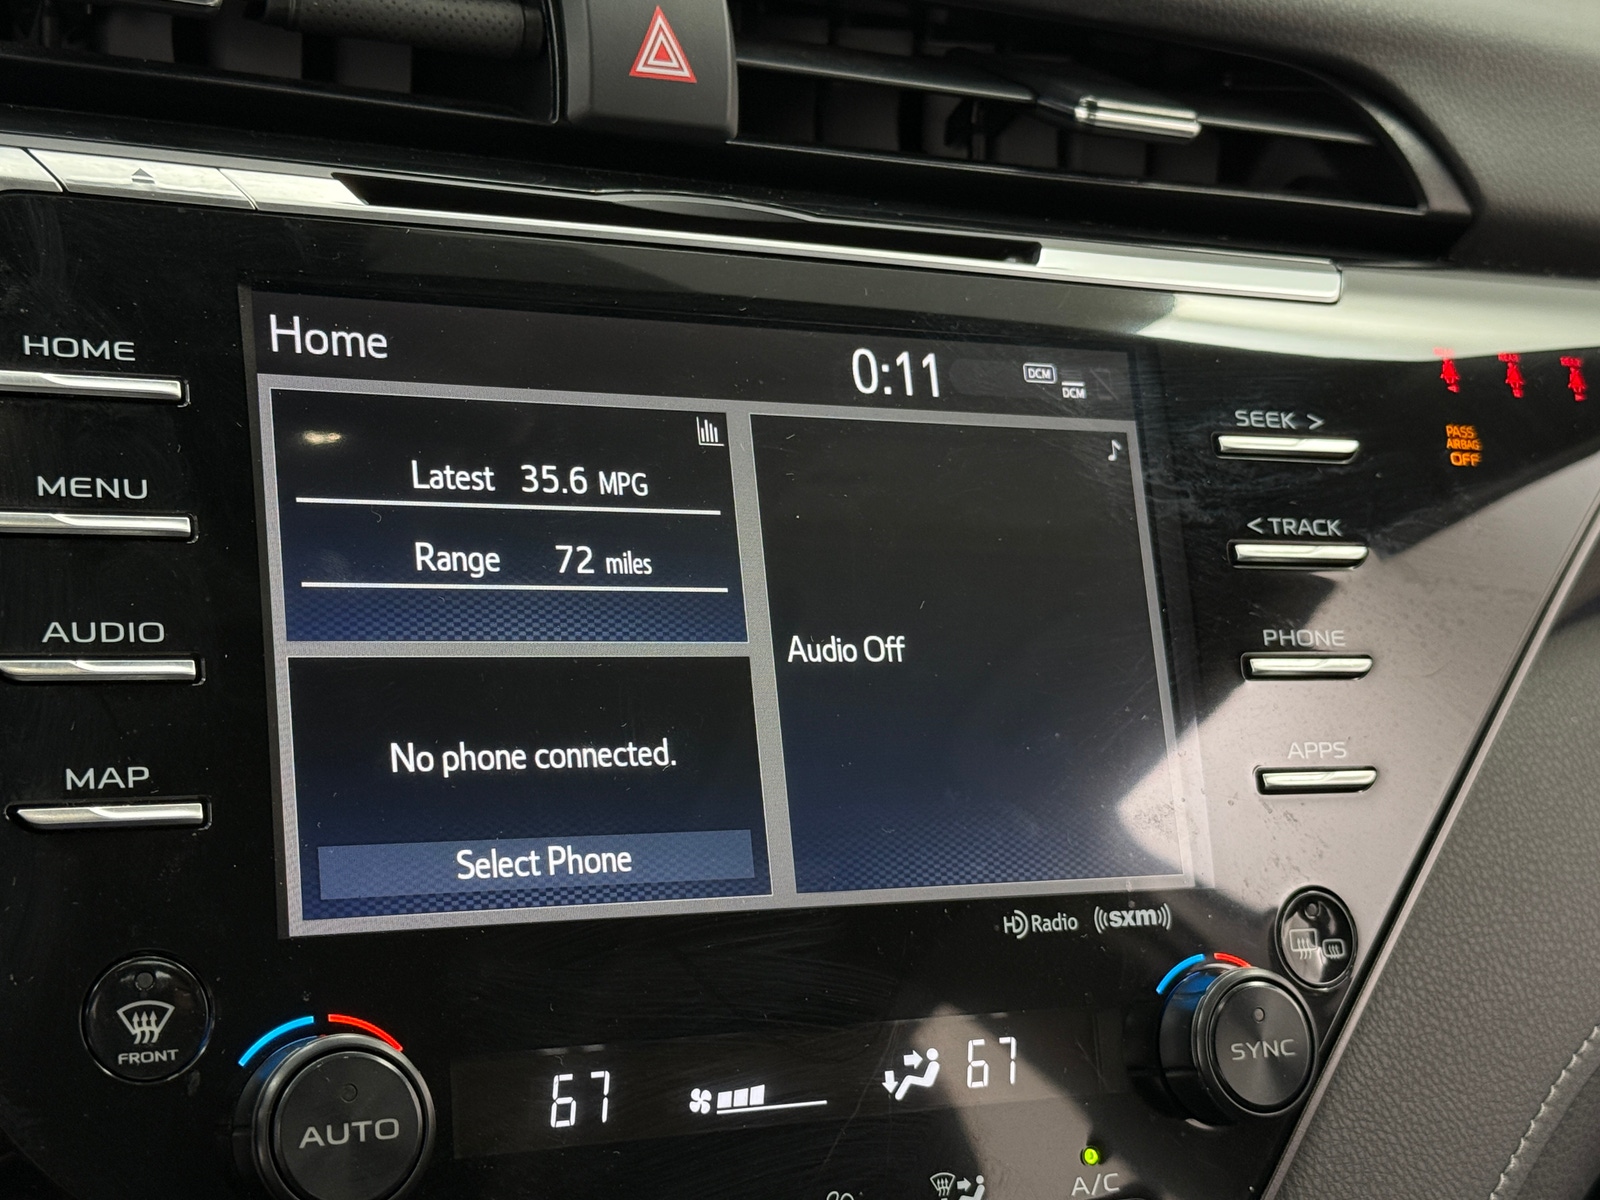 HOME
MENU
AUDIO
MAP
Home
0:11
DCM
DCM
Latest 35.6 MPG
Range 72 miles
No phone connected.
Select Phone
Audio Off
SEEK >
< TRACK
PHONE
APPS
PASS
AIRBAG
OFF
HD Radio
((sxm))
FRONT
AUTO
67
67
SYNC
A/C